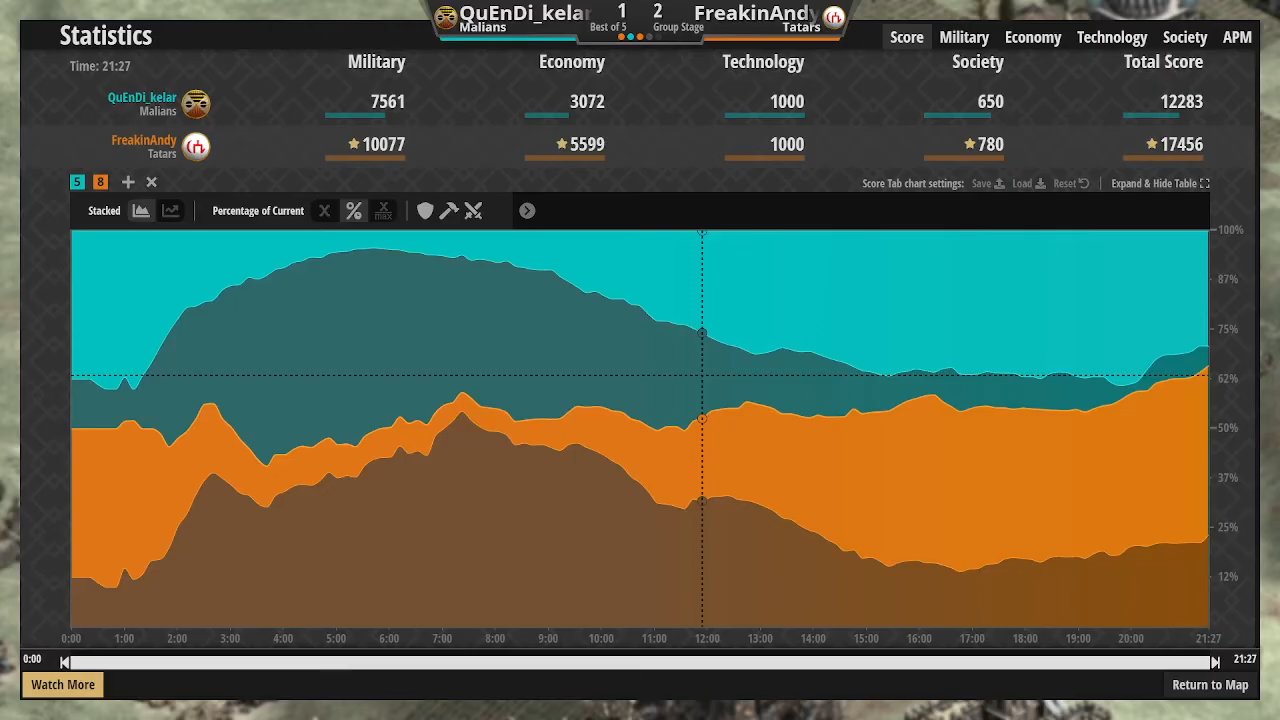 QuEnDi_kelar 1 2 FreakinAndy
Malians Best of 5 Group Stage Tatars
Statistics
Score Military Economy Technology Society APM
Time: 21:27 Military Economy Technology Society Total Score
QuEnDi_kelar 7561 3072 1000 650 12283
Malians
FreakinAndy 10077 5599 1000 780 17456
Tatars
5 8 + × Score Tab chart settings: Save Load Reset Expand & Hide Table
Stacked Percentage of Current X % X max
100%
87%
75%
62%
50%
37%
25%
12%
0:00 1:00 2:00 3:00 4:00 5:00 6:00 7:00 8:00 9:00 10:00 11:00 12:00 13:00 14:00 15:00 16:00 17:00 18:00 19:00 20:00 21:27
0:00 21:27
Watch More Return to Map